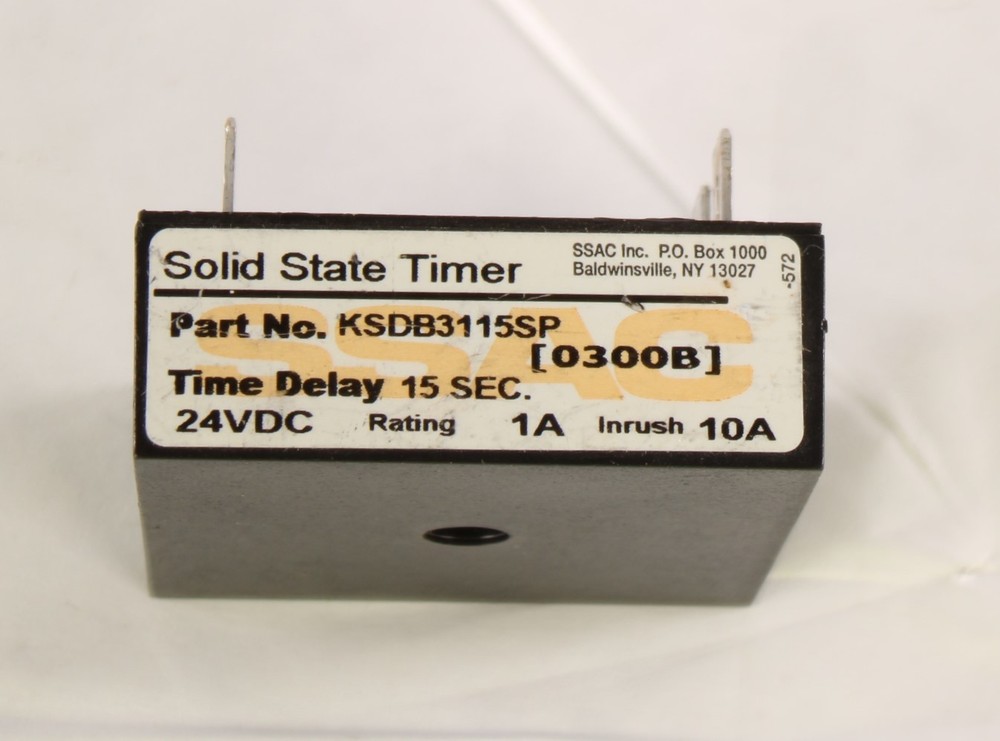 Solid State Timer
SSAC Inc. P.O. Box 1000
Baldwinsville, NY 13027
-572
SSAC
Part No. KSDB3115SP
[0300B]
Time Delay 15 SEC.
24VDC Rating 1A Inrush 10A